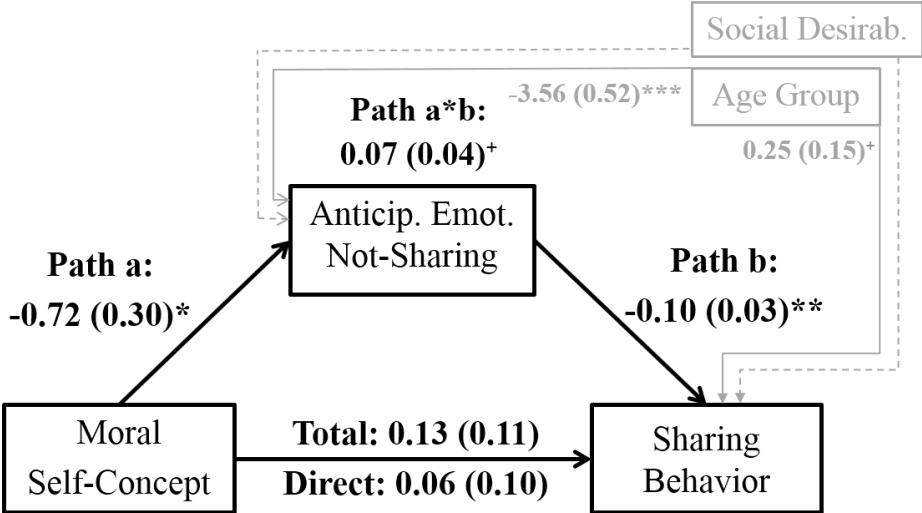 Social Desirab.
-3.56 (0.52)***
Age Group
0.25 (0.15)⁺
Path a*b:
0.07 (0.04)⁺
Anticip. Emot.
Not-Sharing
Path a:
-0.72 (0.30)*
Path b:
-0.10 (0.03)**
Moral
Self-Concept
Total: 0.13 (0.11)
Direct: 0.06 (0.10)
Sharing
Behavior